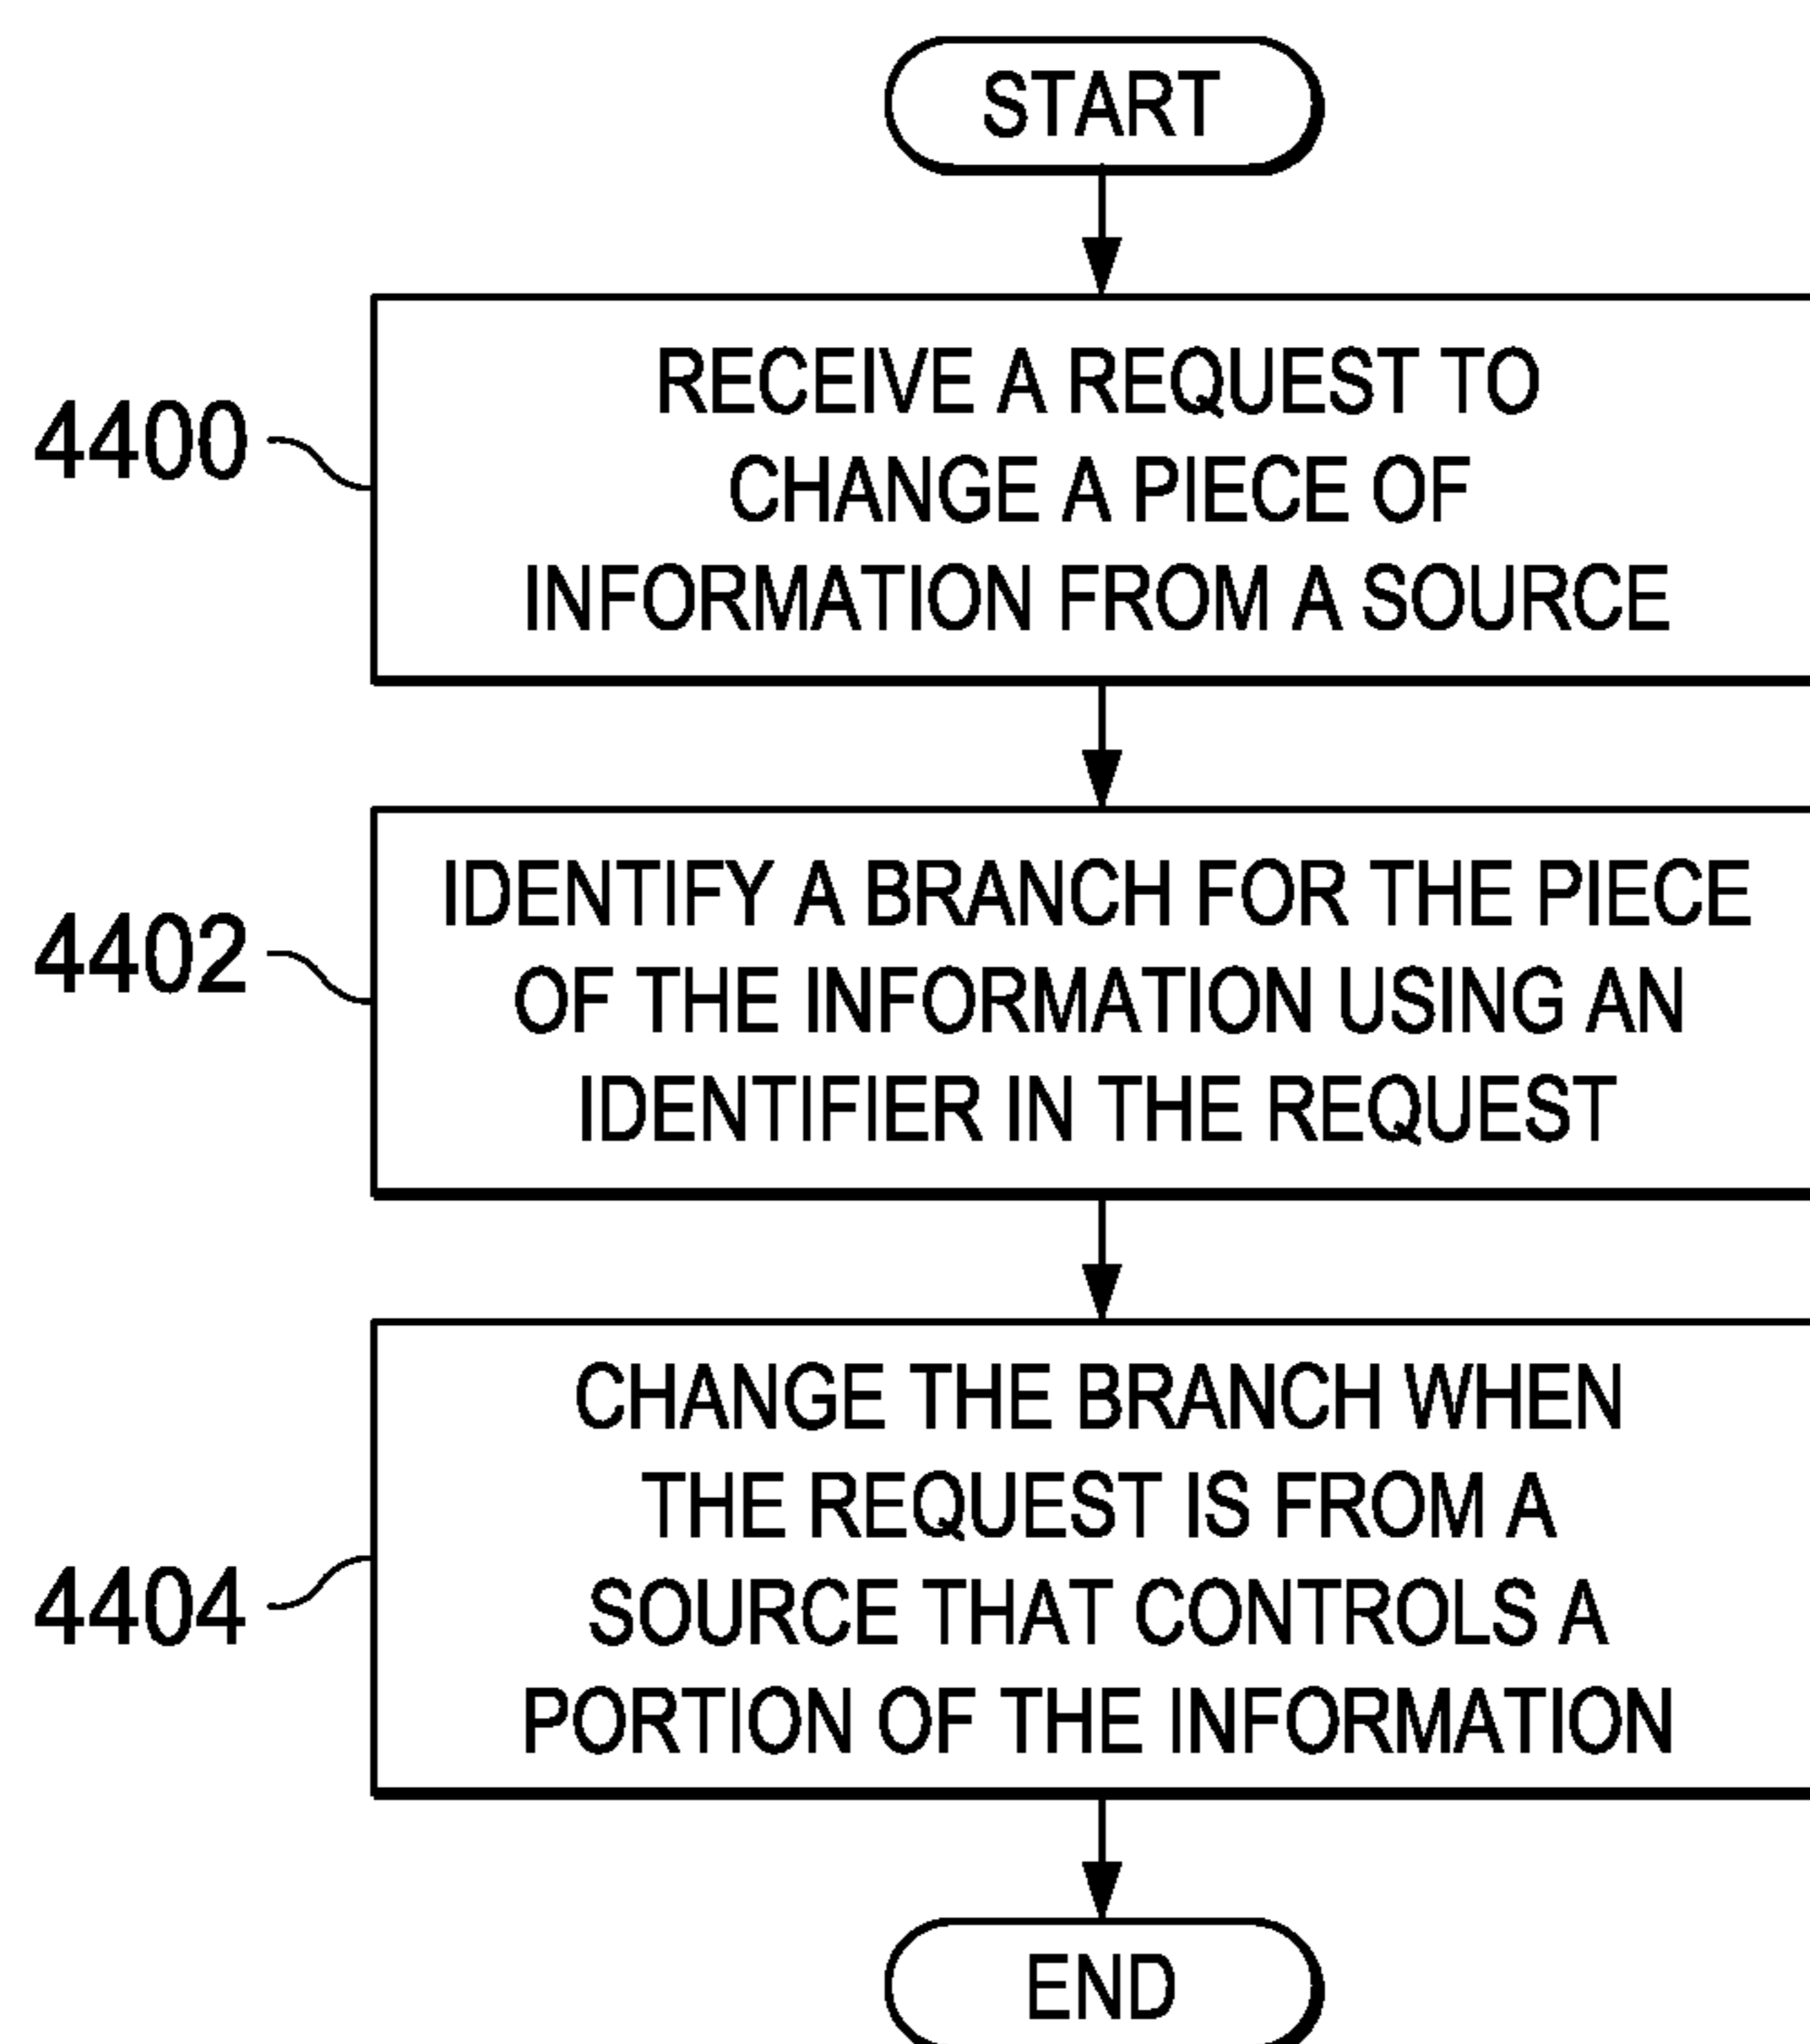 START
4400
RECEIVE A REQUEST TO
CHANGE A PIECE OF
INFORMATION FROM A SOURCE
4402
IDENTIFY A BRANCH FOR THE PIECE
OF THE INFORMATION USING AN
IDENTIFIER IN THE REQUEST
4404
CHANGE THE BRANCH WHEN
THE REQUEST IS FROM A
SOURCE THAT CONTROLS A
PORTION OF THE INFORMATION
END